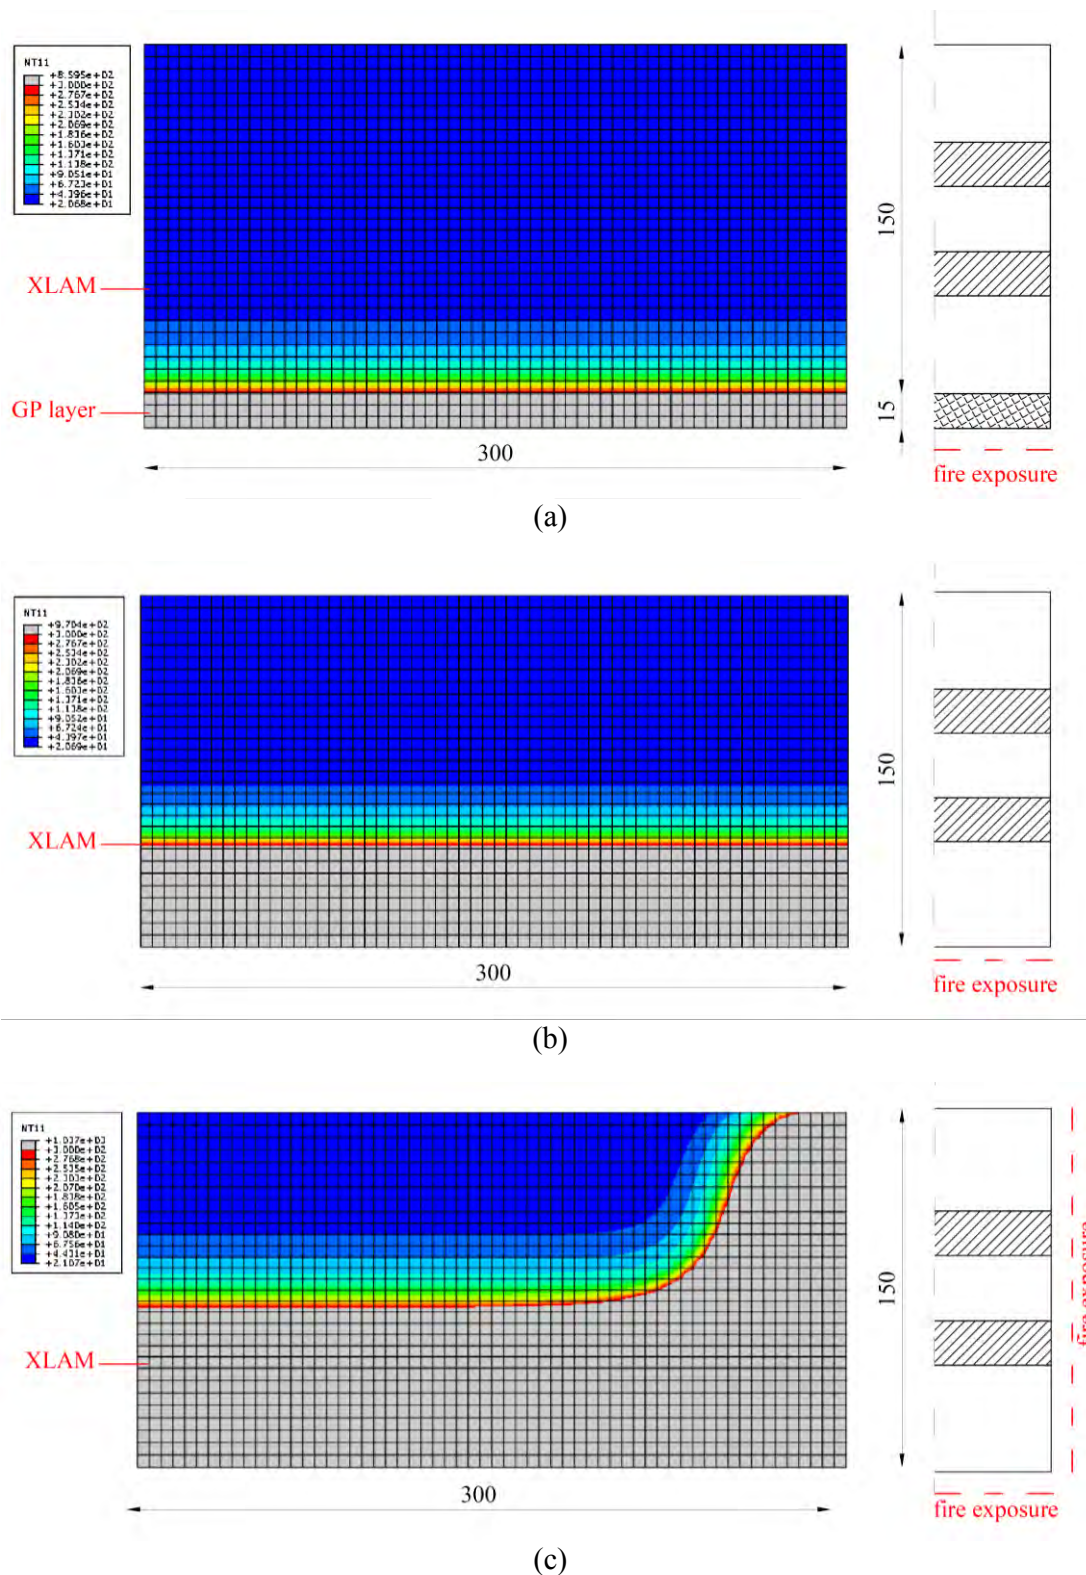 NT11
+8.595e+02
+3.000e+02
+2.767e+02
+2.534e+02
+2.302e+02
+2.069e+02
+1.836e+02
+1.603e+02
+1.371e+02
+1.138e+02
+9.051e+01
+6.723e+01
+4.396e+01
+2.068e+01
XLAM
GP layer
150
15
300
fire exposure
(a)
NT11
+9.704e+02
+3.000e+02
+2.767e+02
+2.534e+02
+2.302e+02
+2.069e+02
+1.836e+02
+1.603e+02
+1.371e+02
+1.138e+02
+9.052e+01
+6.724e+01
+4.397e+01
+2.069e+01
XLAM
150
300
fire exposure
(b)
NT11
+1.037e+03
+3.000e+02
+2.768e+02
+2.535e+02
+2.303e+02
+2.070e+02
+1.838e+02
+1.605e+02
+1.373e+02
+1.140e+02
+9.080e+01
+6.756e+01
+4.431e+01
+2.107e+01
XLAM
150
fire exposure
300
fire exposure
(c)